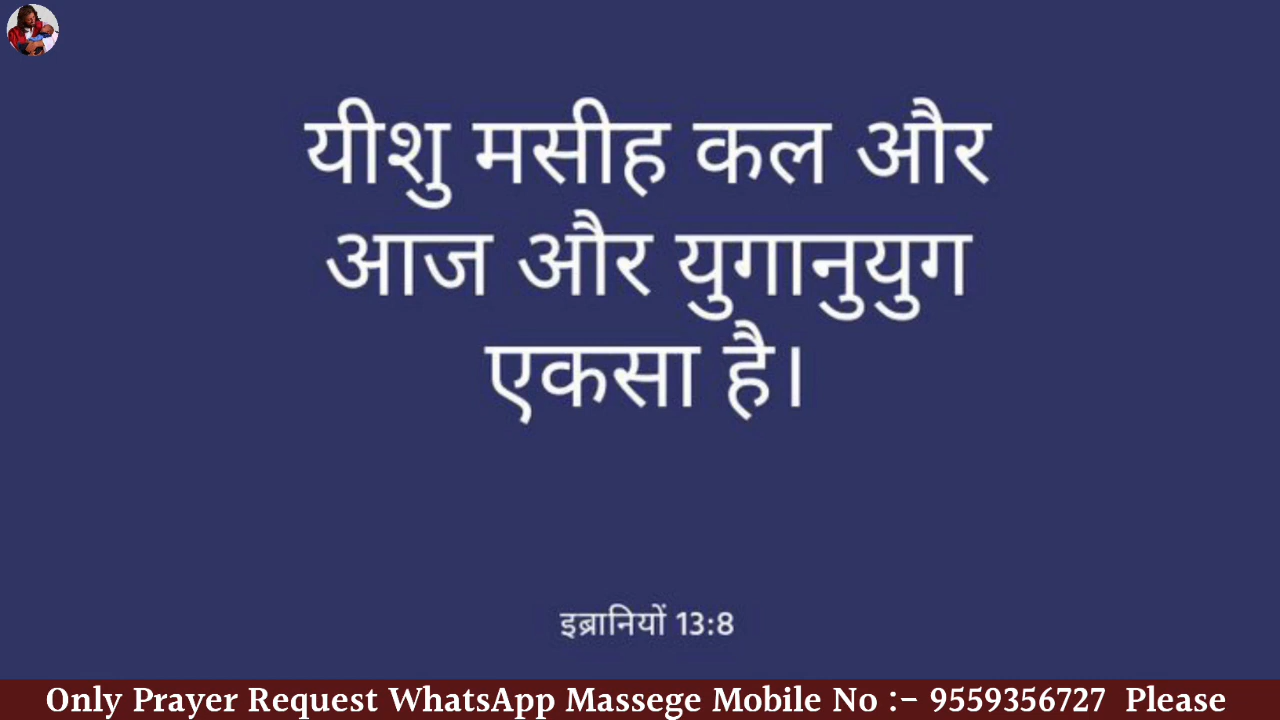 यीशु मसीह कल और
आज और युगानुयुग
एकसा है।
इब्रानियों 13:8
Only Prayer Request WhatsApp Massege Mobile No :- 9559356727 Please